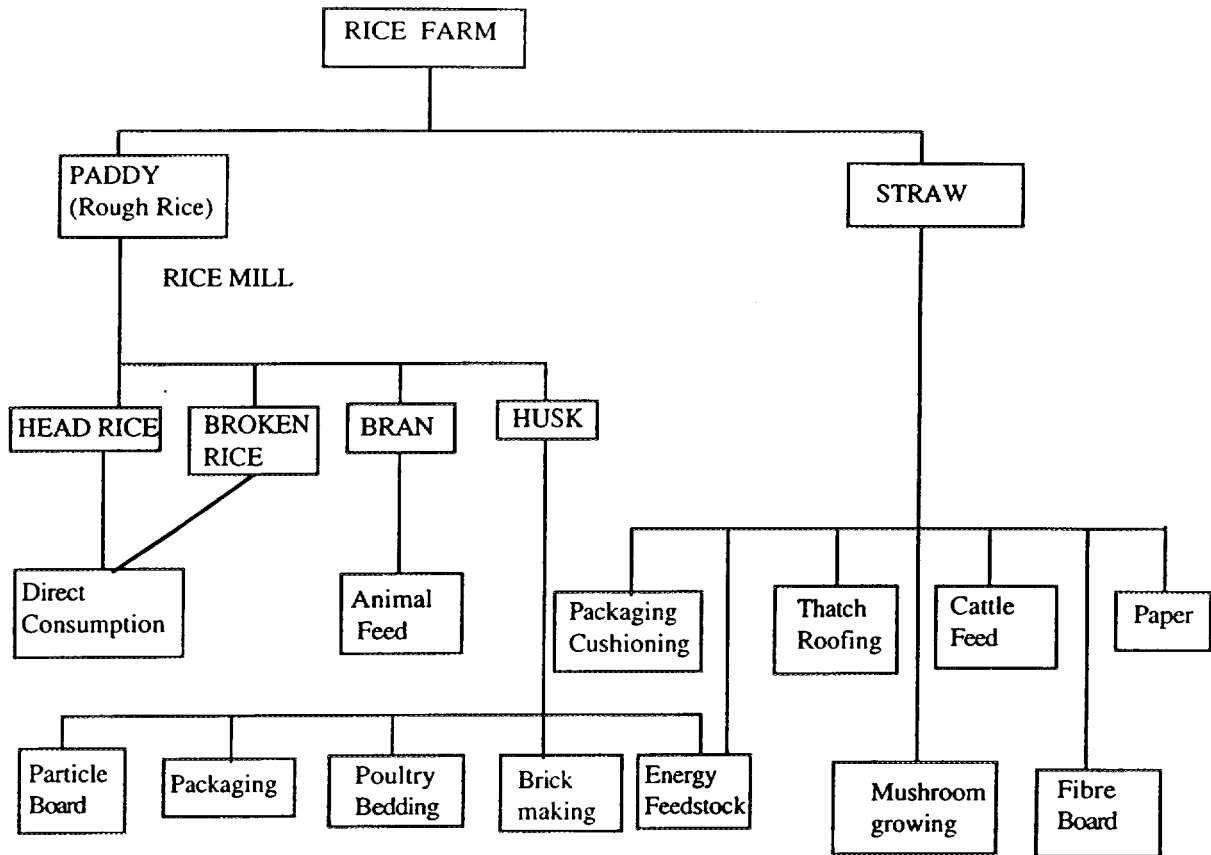 RICE FARM
PADDY
(Rough Rice)
STRAW
RICE MILL
HEAD RICE
BROKEN
RICE
BRAN
HUSK
Direct
Consumption
Animal
Feed
Packaging
Cushioning
Thatch
Roofing
Cattle
Feed
Paper
Particle
Board
Packaging
Poultry
Bedding
Brick
making
Energy
Feedstock
Mushroom
growing
Fibre
Board